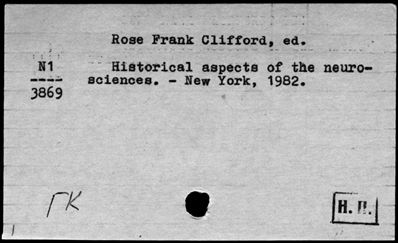 Rose Frank Clifford, ed.
N1 Historical aspects of the neuro-
---- sciences. - New York, 1982.
3869
ГК
Н. П.